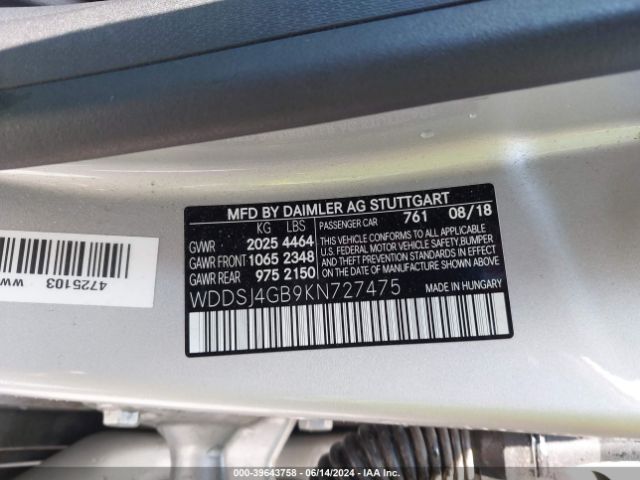 MFD BY DAIMLER AG STUTTGART
KG LBS PASSENGER CAR 761 08/18
GVWR 2025 4464
GAWR FRONT 1065 2348
GAWR REAR 975 2150
THIS VEHICLE CONFORMS TO ALL APPLICABLE
U.S. FEDERAL MOTOR VEHICLE SAFETY, BUMPER,
AND THEFT PREVENTION STANDARDS IN EFFECT
ON THE DATE OF MANUFACTURE SHOWN ABOVE.
WDDSJ4GB9KN727475 MADE IN HUNGARY
4725103
000-39643758 - 06/14/2024 - IAA Inc.